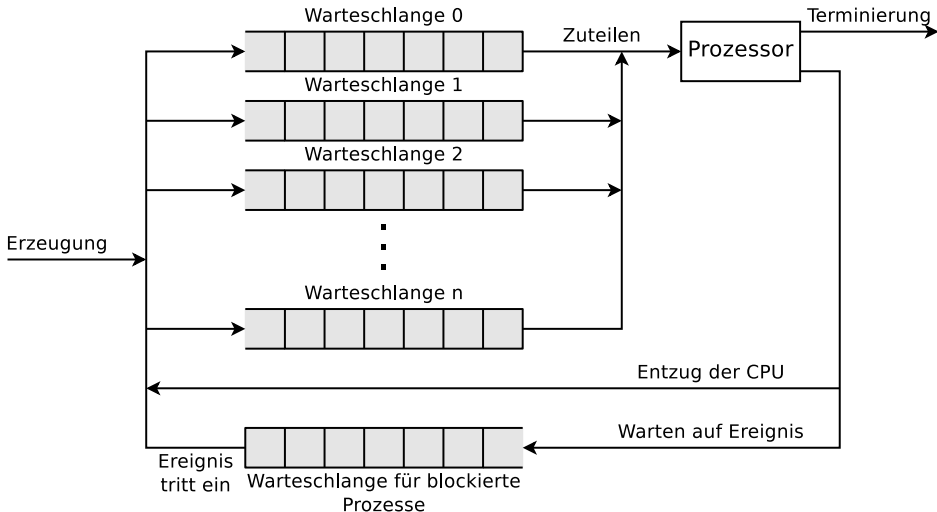 Warteschlange 0
Terminierung
Zuteilen
Prozessor
Warteschlange 1
Warteschlange 2
Erzeugung
Warteschlange n
Entzug der CPU
Warten auf Ereignis
Ereignis
tritt ein
Warteschlange für blockierte
Prozesse